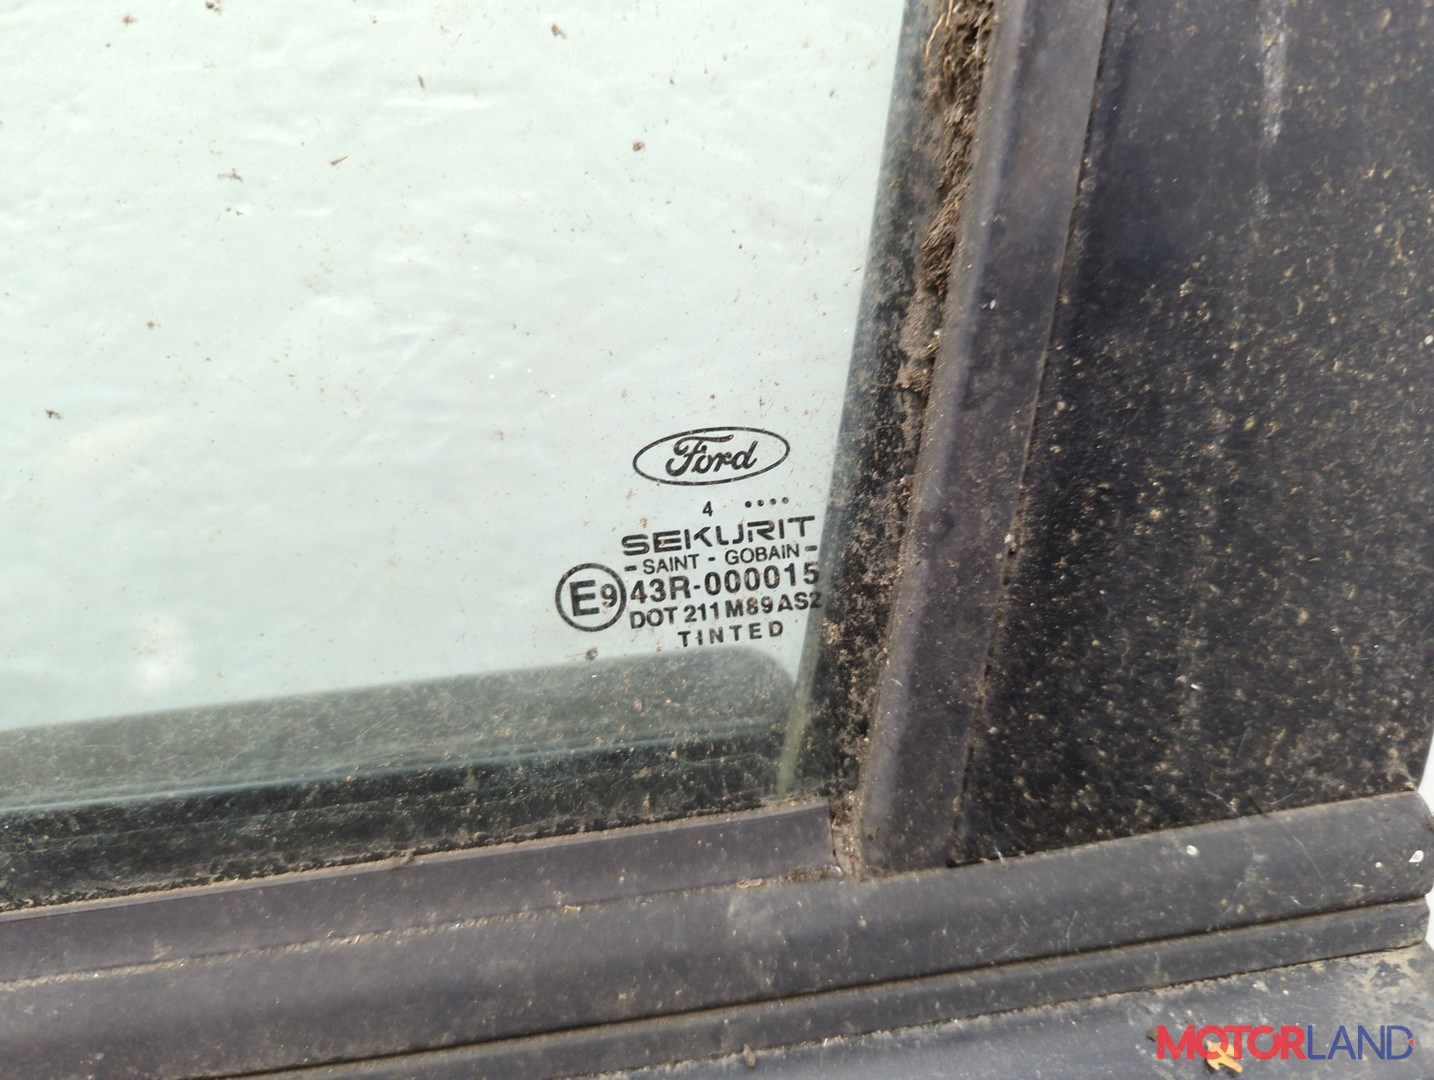 Ford
4 ••••
SEKURIT
- SAINT - GOBAIN -
E9 43R-000015
DOT 211 M89 AS2
TINTED
MOTORLAND